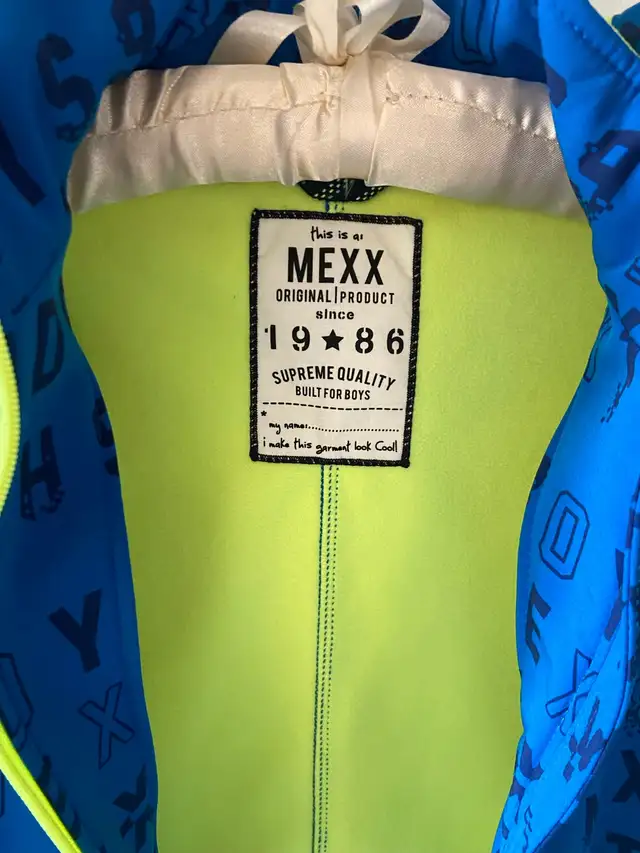 this is a:
MEXX
ORIGINAL|PRODUCT
since
19★86
SUPREME QUALITY
BUILT FOR BOYS
*
my name:......................
i make this garment look Cool!
S
D
H
S
Y
X
O
X